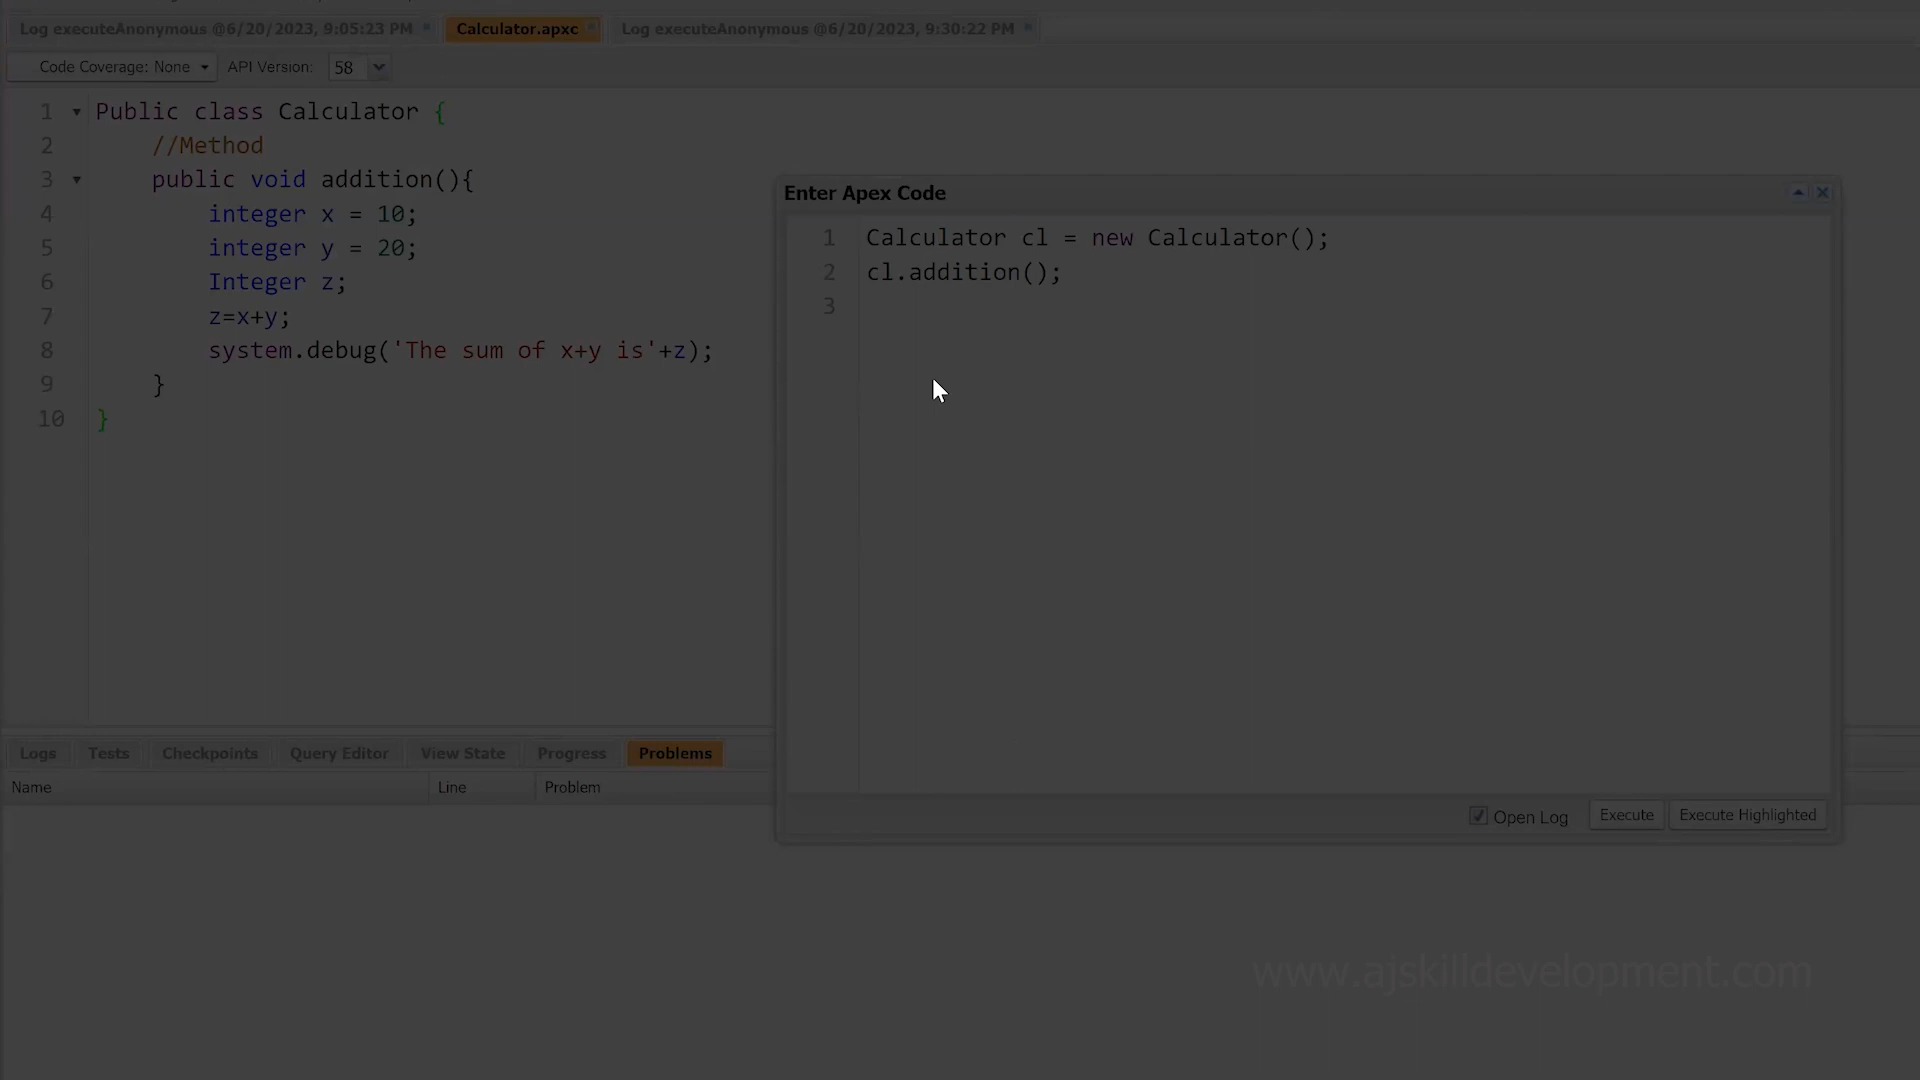 Log executeAnonymous @6/20/2023, 9:05:23 PM
Calculator.apxc
Log executeAnonymous @6/20/2023, 9:30:22 PM
Code Coverage: None
API Version:
58
1
Public class Calculator {
2
//Method
3
public void addition(){
4
integer x = 10;
5
integer y = 20;
6
Integer z;
7
z=x+y;
8
system.debug('The sum of x+y is'+z);
9
}
10
}
Enter Apex Code
1
Calculator cl = new Calculator();
2
cl.addition();
3
Open Log
Execute
Execute Highlighted
Logs
Tests
Checkpoints
Query Editor
View State
Progress
Problems
Name
Line
Problem
www.ajskilldevelopment.com